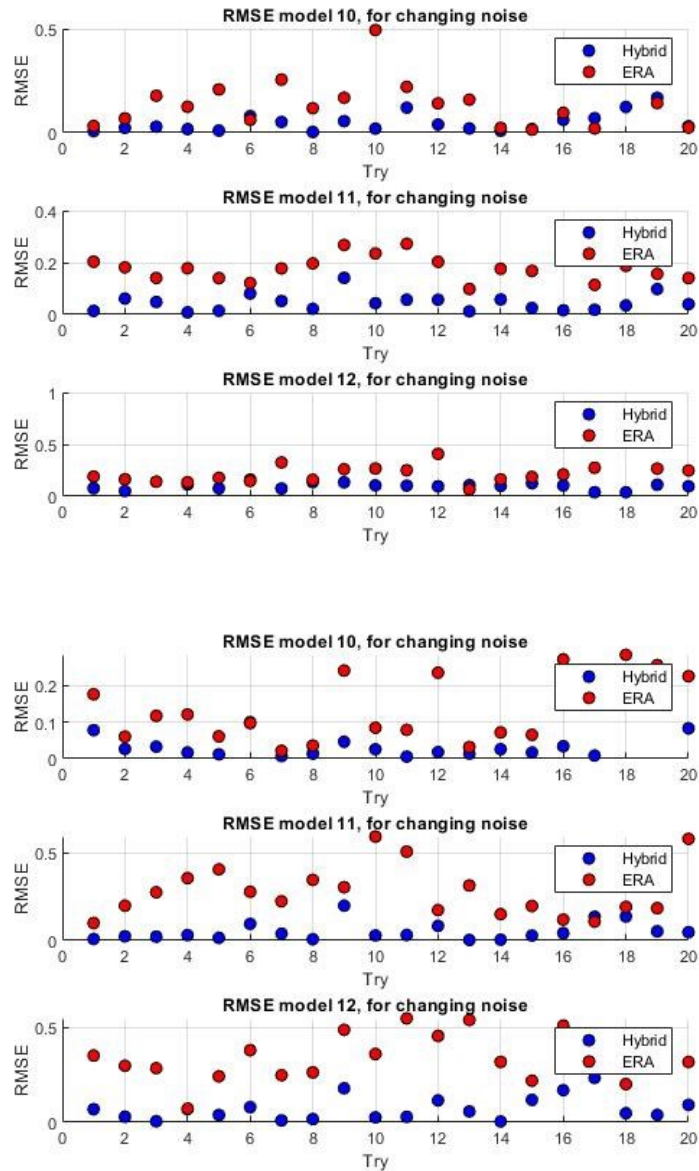 RMSE model 10, for changing noise
0.5
Hybrid
ERA
RMSE
0
0 2 4 6 8 10 12 14 16 18 20
Try
RMSE model 11, for changing noise
0.4
Hybrid
0.2
ERA
RMSE
0
0 2 4 6 8 10 12 14 16 18 20
Try
RMSE model 12, for changing noise
1
Hybrid
0.5
ERA
RMSE
0
0 2 4 6 8 10 12 14 16 18 20
Try
RMSE model 10, for changing noise
0.2
Hybrid
ERA
0.1
RMSE
0
0 2 4 6 8 10 12 14 16 18 20
Try
RMSE model 11, for changing noise
0.5
Hybrid
ERA
RMSE
0
0 2 4 6 8 10 12 14 16 18 20
Try
RMSE model 12, for changing noise
0.5
Hybrid
ERA
RMSE
0
0 2 4 6 8 10 12 14 16 18 20
Try